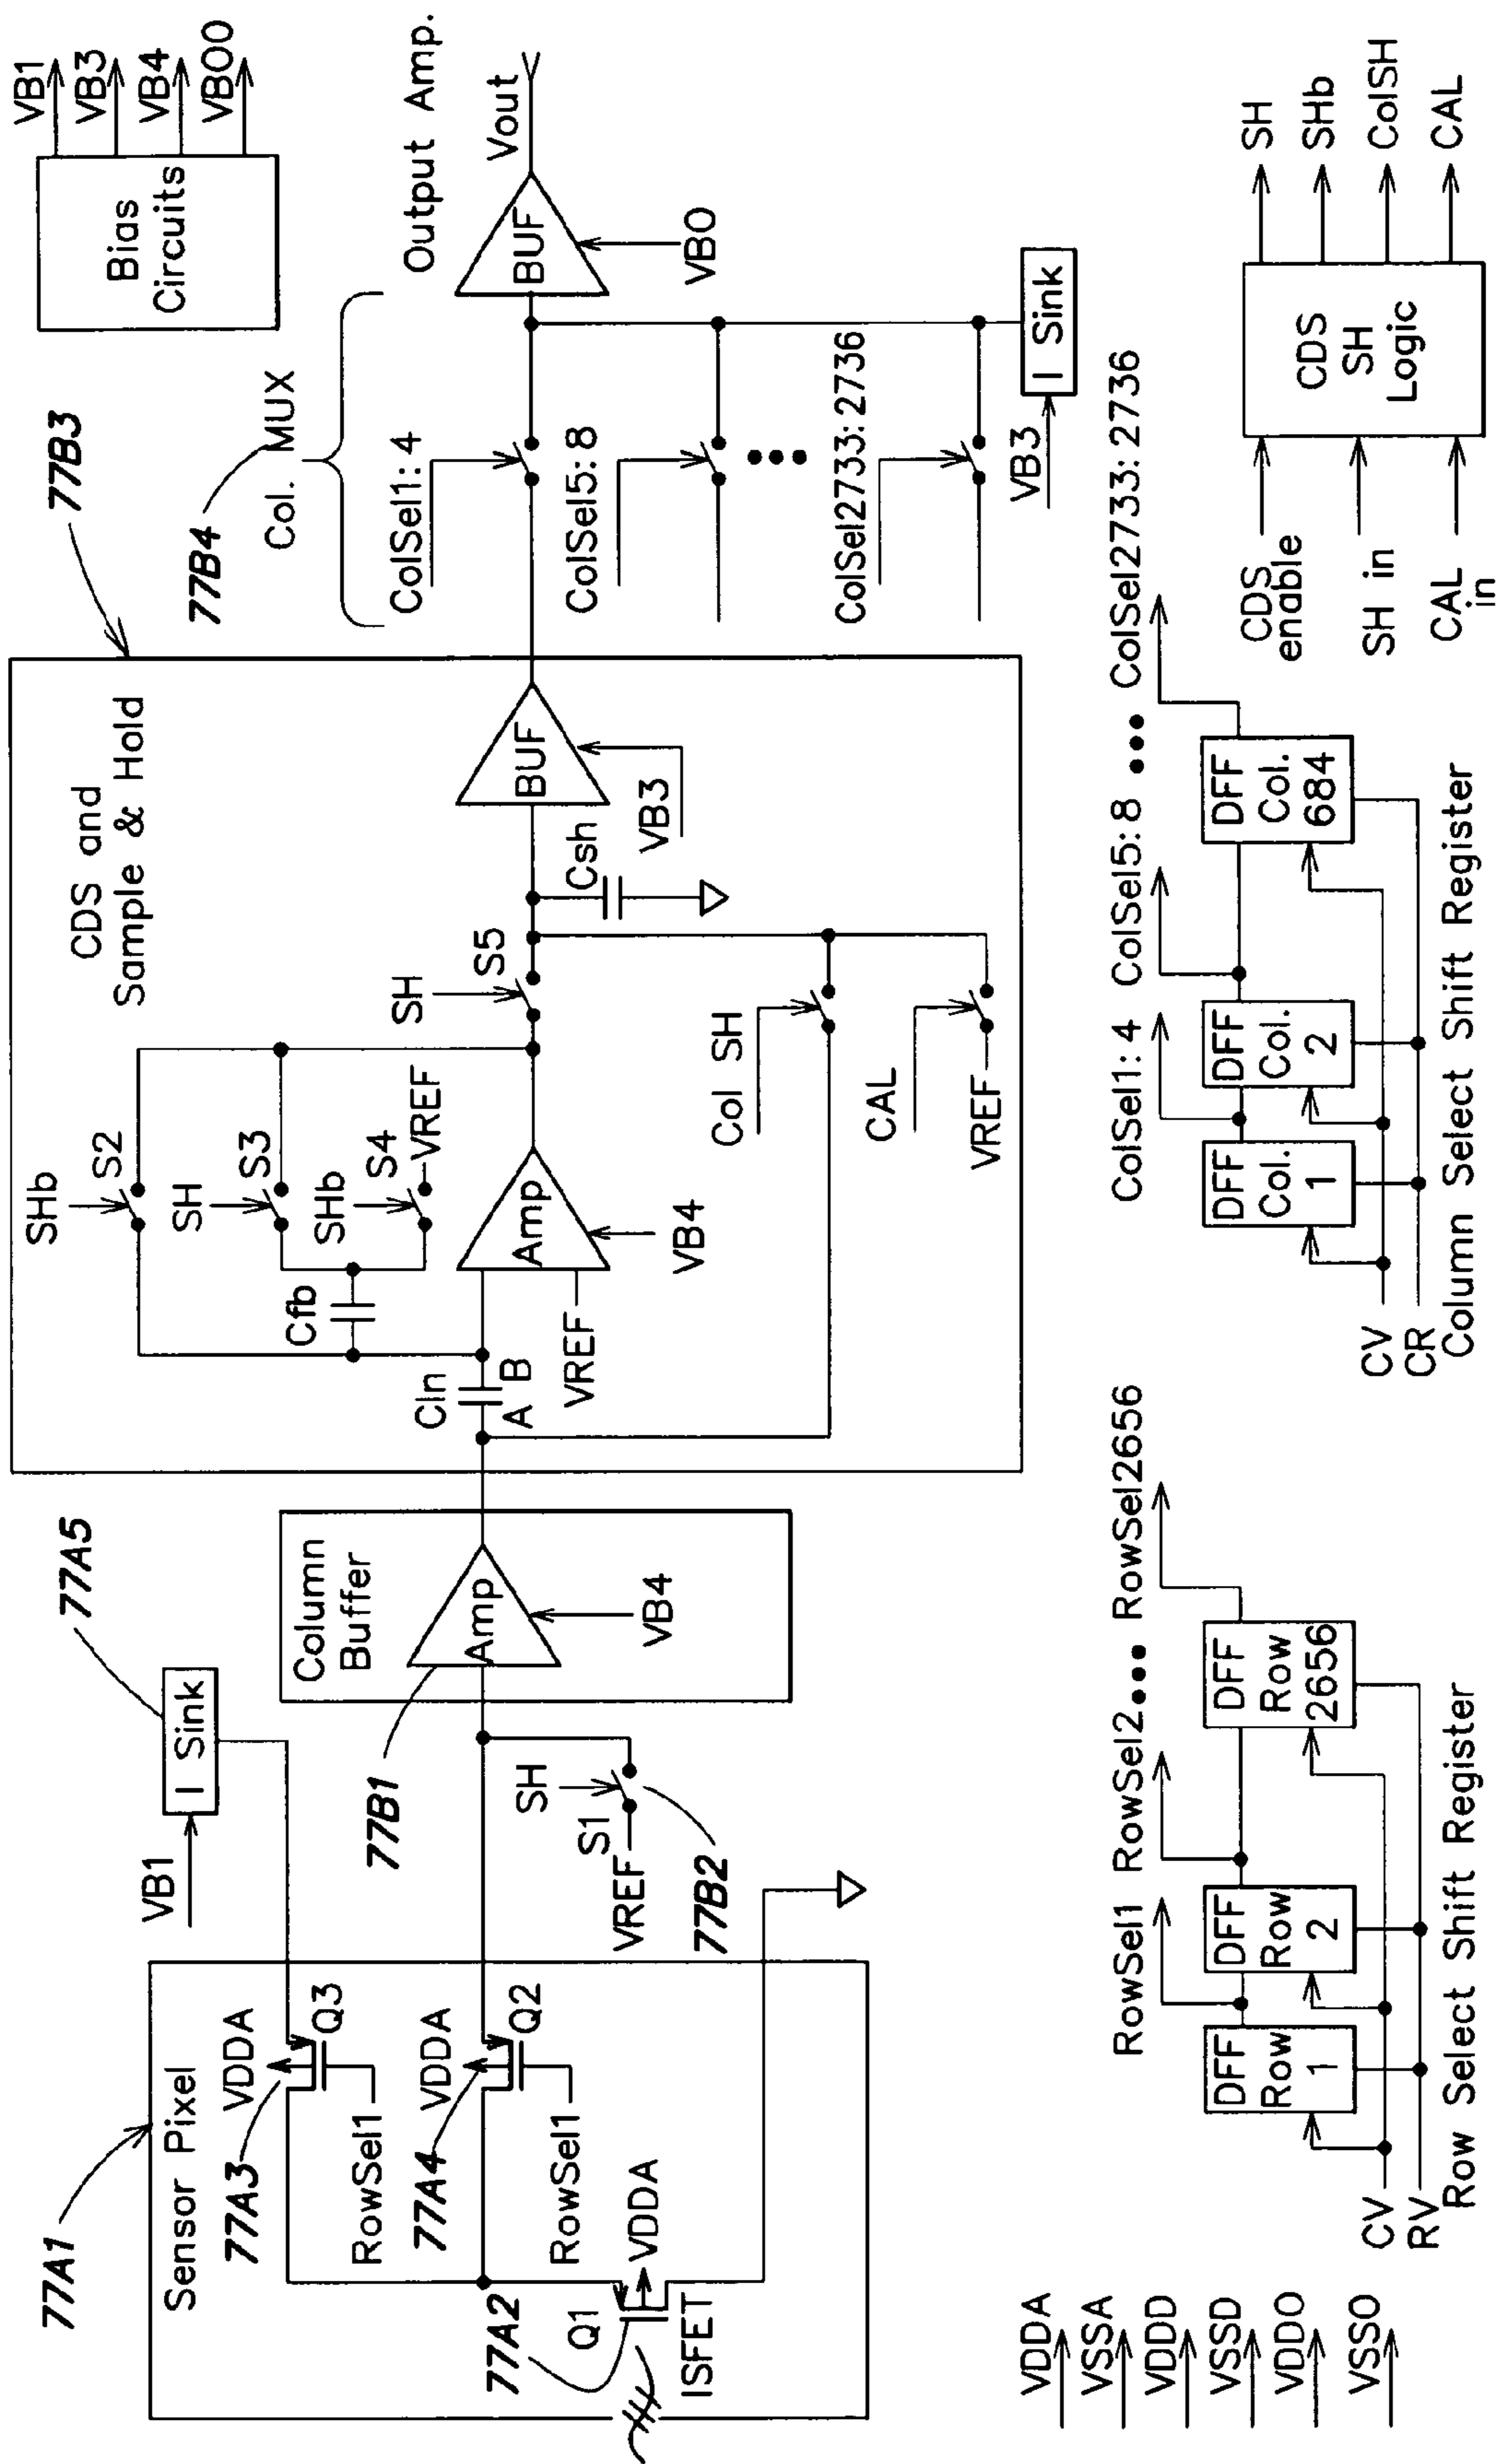 77A1
Sensor Pixel
77A3
VDDA
Q3
RowSel1
77A4
VDDA
Q2
RowSel1
77A2
Q1
VDDA
ISFET
VB1
I Sink
77A5
77B1
SH
S1
VREF
77B2
Column
Buffer
Amp
VB4
77B3
CDS and
Sample & Hold
SHb
S2
SH
S3
SHb
S4
VREF
Cfb
CIn
A
B
VREF
Amp
VB4
SH
S5
Csh
BUF
VB3
Col SH
CAL
VREF
77B4
Col. MUX
ColSel1:4
ColSel5:8
ColSel2733:2736
VB3
I Sink
Output Amp.
BUF
Vout
VBO
Bias
Circuits
VB1
VB3
VB4
VBOO
VDDA
VSSA
VDDD
VSSD
VDDO
VSSO
RowSel1 RowSel2... RowSel2656
DFF
Row
1
DFF
Row
2
DFF
Row
2656
CV
RV
Row Select Shift Register
ColSel1:4 ColSel5:8 ... ColSel2733:2736
DFF
Col.
1
DFF
Col.
2
DFF
Col.
684
CV
CR
Column Select Shift Register
CDS
enable
SH in
CAL
in
CDS
SH
Logic
SH
SHb
ColSH
CAL